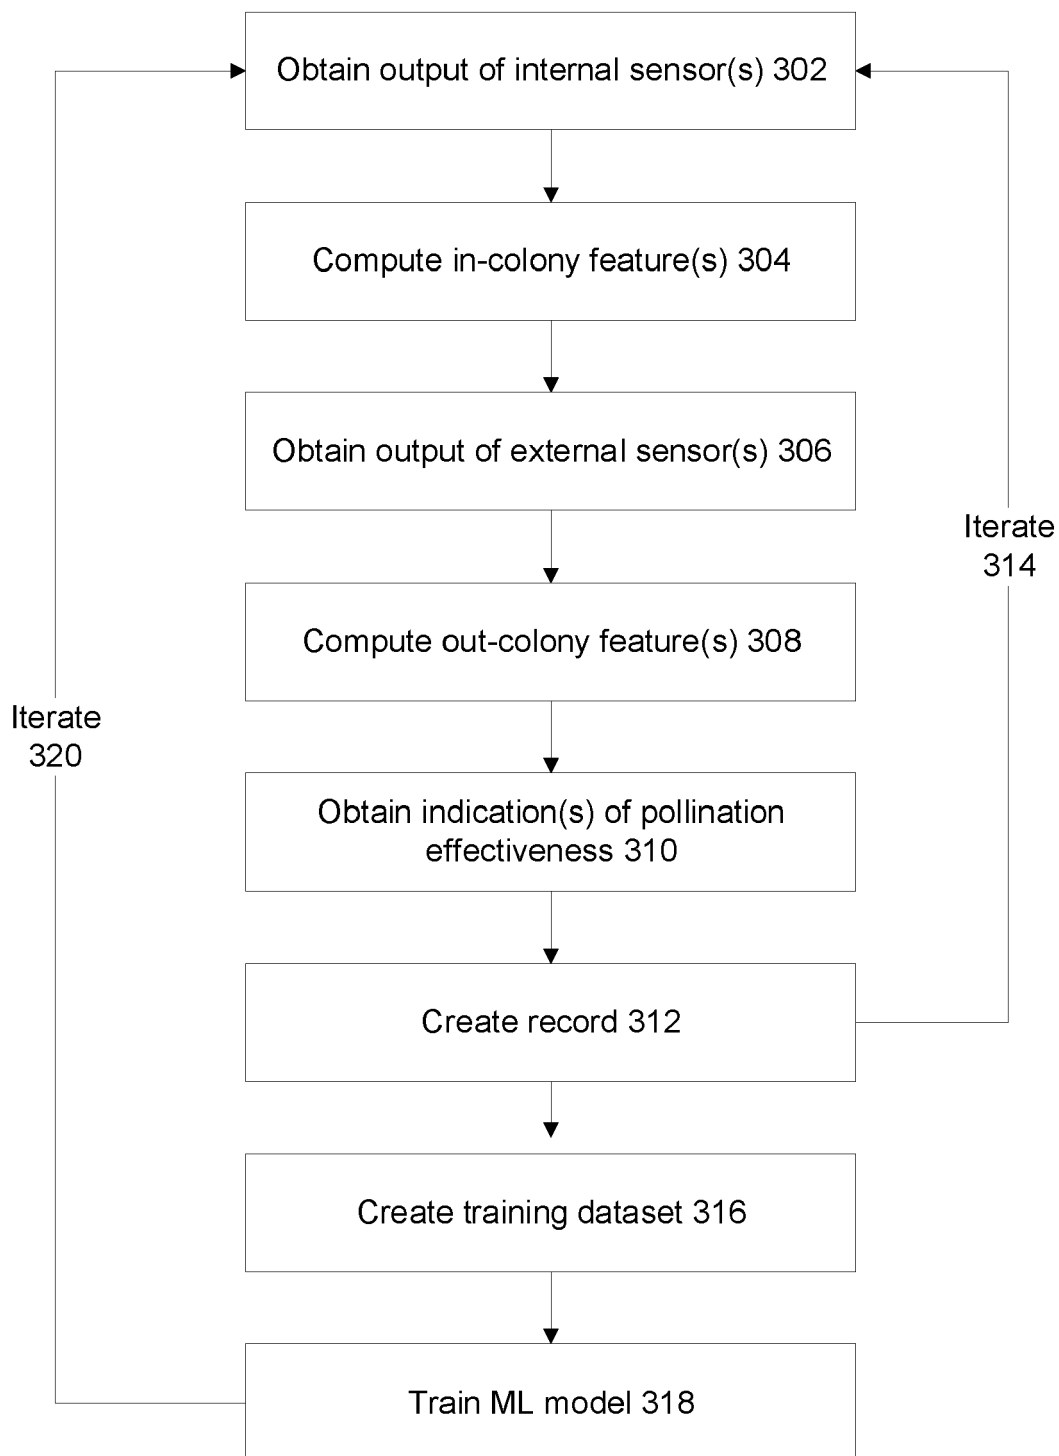 Obtain output of internal sensor(s) 302
Compute in-colony feature(s) 304
Obtain output of external sensor(s) 306
Iterate
314
Compute out-colony feature(s) 308
Iterate
320
Obtain indication(s) of pollination
effectiveness 310
Create record 312
Create training dataset 316
Train ML model 318